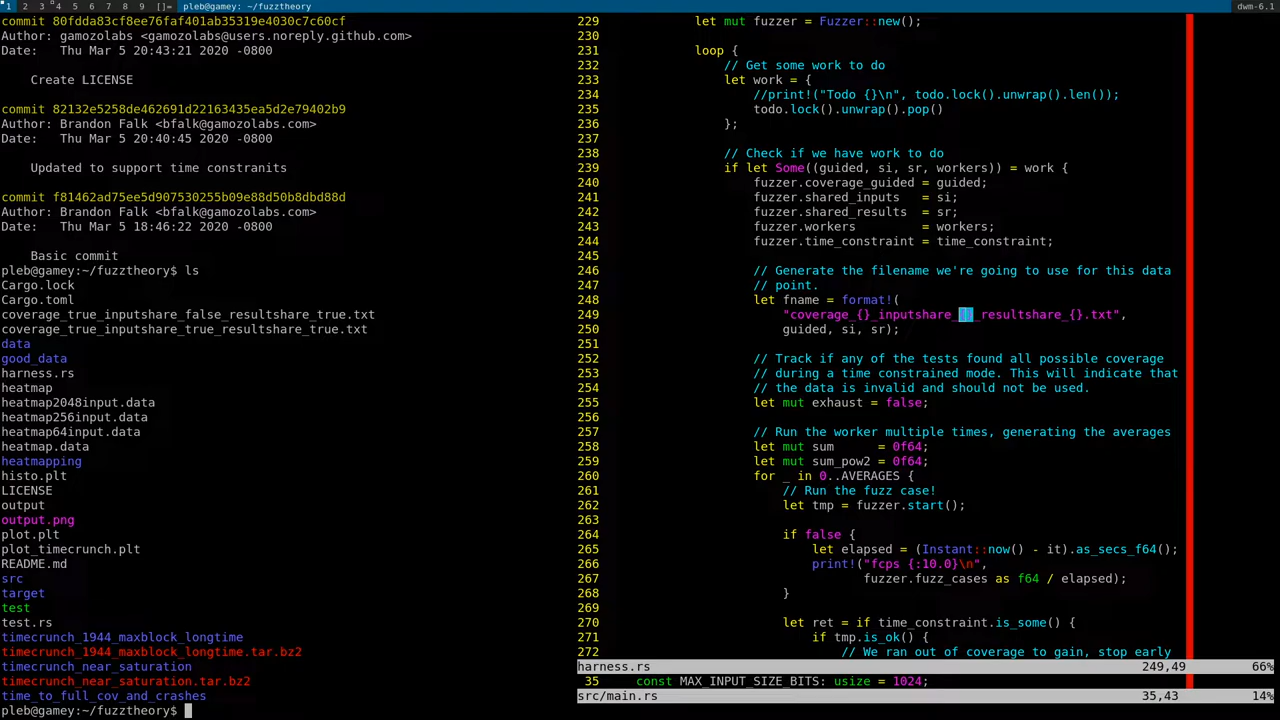 1 2 3 4 5 6 7 8 9 []= pleb@gamey: ~/fuzztheory dwm-6.1
commit 80fdda83cf8ee76faf401ab35319e4030c7c60cf
Author: gamozolabs <gamozolabs@users.noreply.github.com>
Date:   Thu Mar 5 20:43:21 2020 -0800
    Create LICENSE
commit 82132e5258de462691d22163435ea5d2e79402b9
Author: Brandon Falk <bfalk@gamozolabs.com>
Date:   Thu Mar 5 20:40:45 2020 -0800
    Updated to support time constranits
commit f81462ad75ee5d907530255b09e88d50b8dbd88d
Author: Brandon Falk <bfalk@gamozolabs.com>
Date:   Thu Mar 5 18:46:22 2020 -0800
    Basic commit
pleb@gamey:~/fuzztheory$ ls
Cargo.lock
Cargo.toml
coverage_true_inputshare_false_resultshare_true.txt
coverage_true_inputshare_true_resultshare_true.txt
data
good_data
harness.rs
heatmap
heatmap2048input.data
heatmap256input.data
heatmap64input.data
heatmap.data
heatmapping
histo.plt
LICENSE
output
output.png
plot.plt
plot_timecrunch.plt
README.md
src
target
test
test.rs
timecrunch_1944_maxblock_longtime
timecrunch_1944_maxblock_longtime.tar.bz2
timecrunch_near_saturation
timecrunch_near_saturation.tar.bz2
time_to_full_cov_and_crashes
pleb@gamey:~/fuzztheory$
229 let mut fuzzer = Fuzzer::new();
230
231 loop {
232 // Get some work to do
233 let work = {
234 //print!("Todo {}\n", todo.lock().unwrap().len());
235 todo.lock().unwrap().pop()
236 };
237
238 // Check if we have work to do
239 if let Some((guided, si, sr, workers)) = work {
240 fuzzer.coverage_guided = guided;
241 fuzzer.shared_inputs   = si;
242 fuzzer.shared_results  = sr;
243 fuzzer.workers         = workers;
244 fuzzer.time_constraint = time_constraint;
245
246 // Generate the filename we're going to use for this data
247 // point.
248 let fname = format!(
249 "coverage_{}_inputshare_{}_resultshare_{}.txt",
250 guided, si, sr);
251
252 // Track if any of the tests found all possible coverage
253 // during a time constrained mode. This will indicate that
254 // the data is invalid and should not be used.
255 let mut exhaust = false;
256
257 // Run the worker multiple times, generating the averages
258 let mut sum      = 0f64;
259 let mut sum_pow2 = 0f64;
260 for _ in 0..AVERAGES {
261 // Run the fuzz case!
262 let tmp = fuzzer.start();
263
264 if false {
265 let elapsed = (Instant::now() - it).as_secs_f64();
266 print!("fcps {:10.0}\n",
267 fuzzer.fuzz_cases as f64 / elapsed);
268 }
269
270 let ret = if time_constraint.is_some() {
271 if tmp.is_ok() {
272 // We ran out of coverage to gain, stop early
harness.rs 249,49 66%
35 const MAX_INPUT_SIZE_BITS: usize = 1024;
src/main.rs 35,43 14%